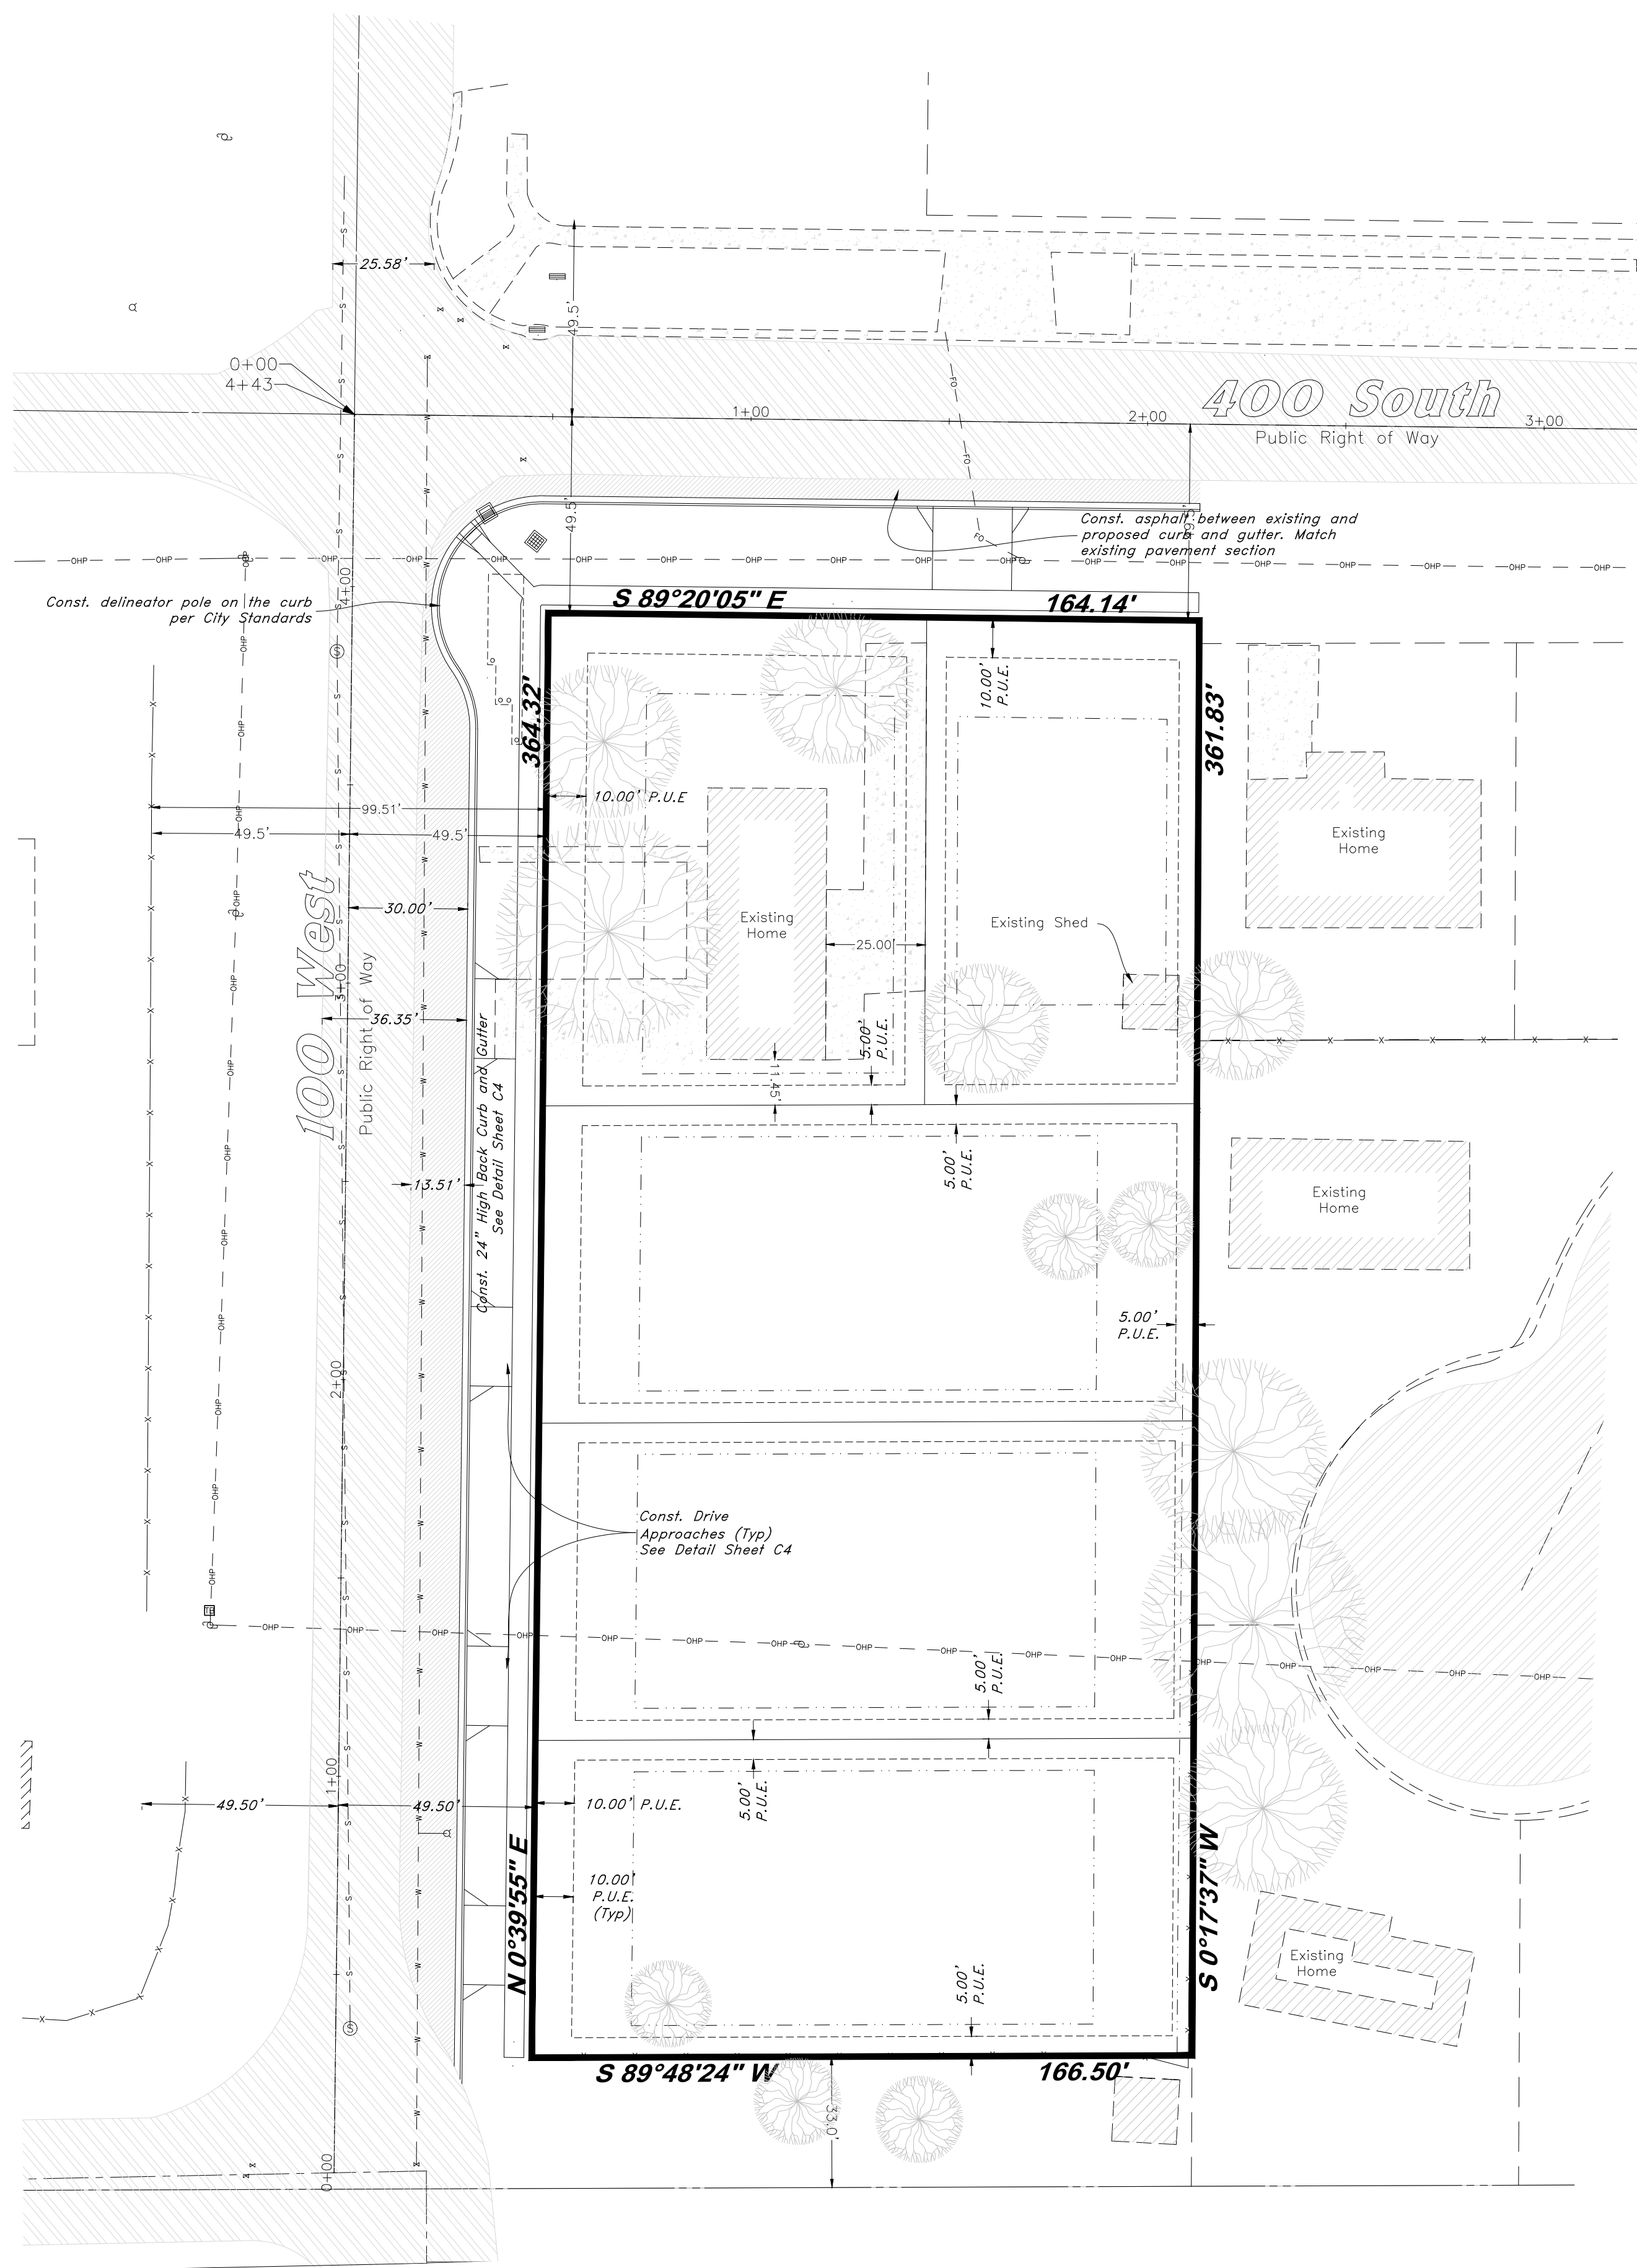 25.58'
49.5'
0+00
4+43
1+00
2+00
3+00
400 South
Public Right of Way
49.5'
Const. asphalt between existing and
proposed curb and gutter. Match
existing pavement section
Const. delineator pole on the curb
per City Standards
4+00
S 89°20'05" E
164.14'
364.32'
361.83'
10.00'
P.U.E.
10.00' P.U.E
99.51'
49.5'
49.5'
Existing
Home
30.00'
Existing
Home
25.00'
Existing Shed
100 West
Public Right of Way
3+00
36.35'
5.00'
P.U.E.
11.45'
Const. 24" High Back Curb and Gutter
See Detail Sheet C4
13.51'
5.00'
P.U.E.
Existing
Home
5.00'
P.U.E.
2+00
Const. Drive
Approaches (Typ)
See Detail Sheet C4
OHP
FO
S
W
X
TB
5.00'
P.U.E.
1+00
49.50'
49.50'
10.00' P.U.E.
5.00'
P.U.E.
10.00'
P.U.E.
(Typ)
N 0°39'55" E
S 0°17'37" W
Existing
Home
5.00'
P.U.E.
S 89°48'24" W
166.50'
33.0'
0+00